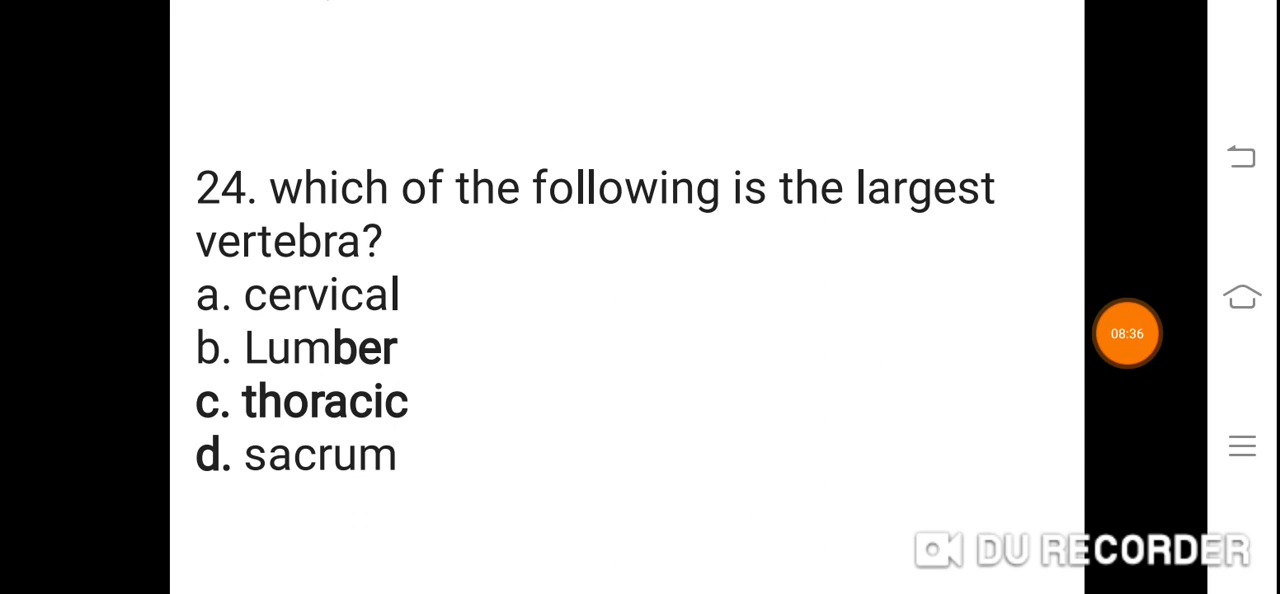 24. which of the following is the largest
vertebra?
a. cervical
b. Lumber
c. thoracic
d. sacrum
08:36
DU RECORDER